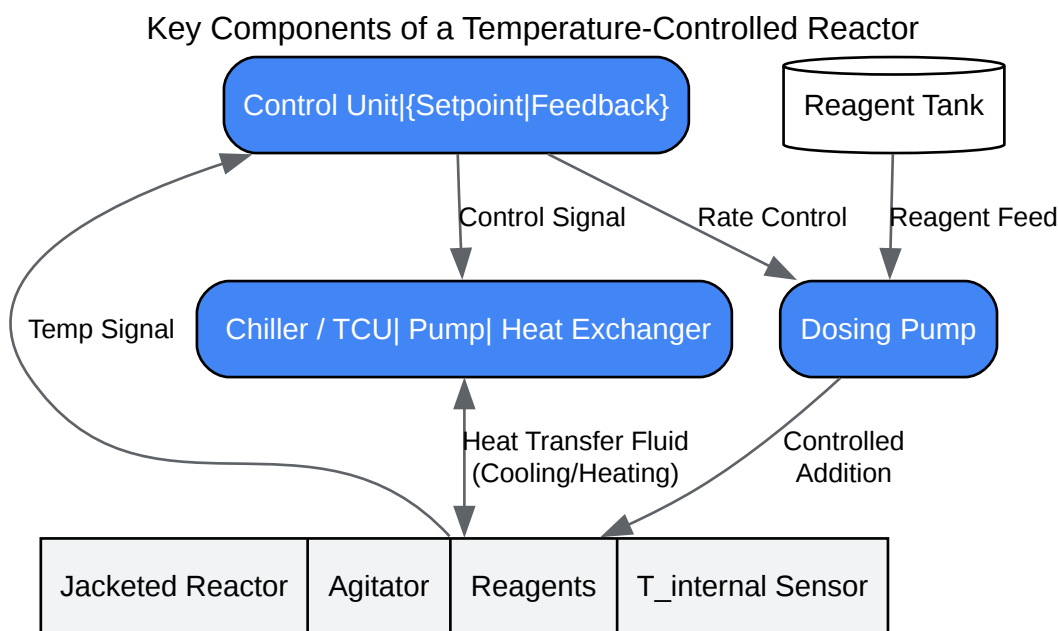 Key Components of a Temperature-Controlled Reactor
Control Unit|{Setpoint|Feedback}
Reagent Tank
Control Signal
Rate Control
Reagent Feed
Temp Signal
Chiller / TCU| Pump| Heat Exchanger
Dosing Pump
Heat Transfer Fluid
(Cooling/Heating)
Controlled
Addition
Jacketed Reactor
Agitator
Reagents
T_internal Sensor